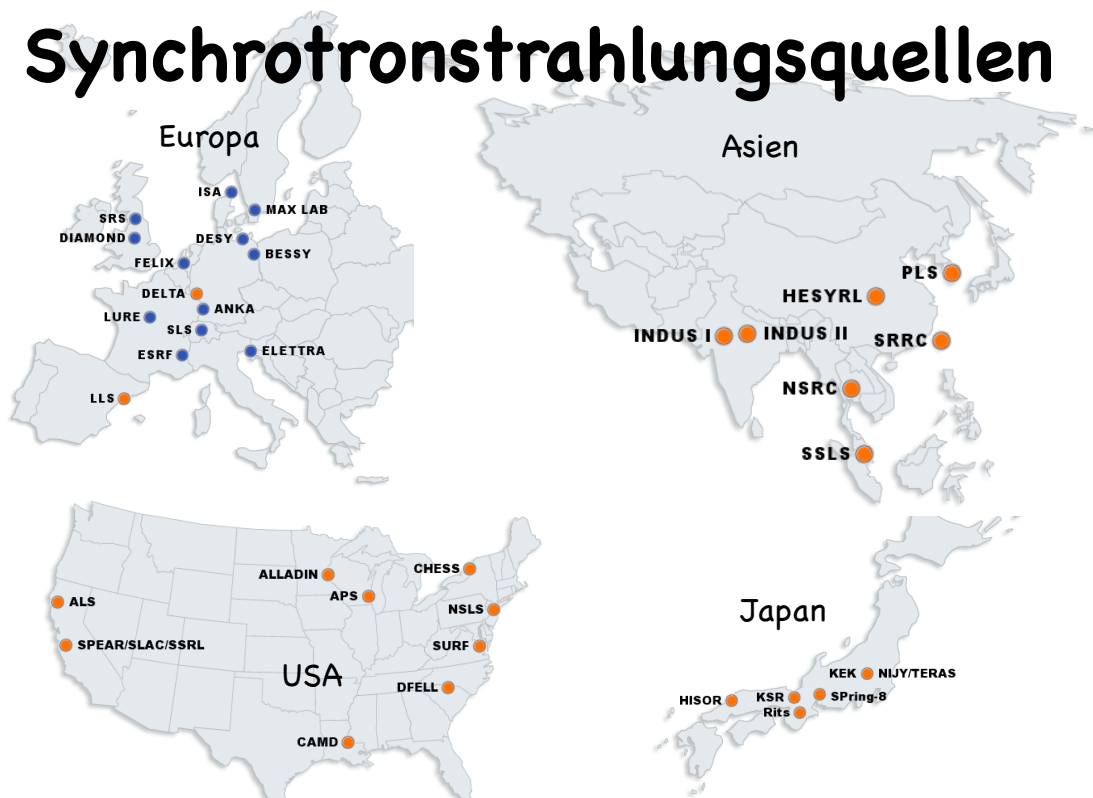 Synchrotronstrahlungsquellen
Europa
ISA
MAX LAB
SRS
DIAMOND
DESY
BESSY
FELIX
DELTA
ANKA
LURE
SLS
ESRF
ELETTRA
LLS
Asien
PLS
HESYRL
INDUS I
INDUS II
SRRC
NSRC
SSLS
USA
CHESS
ALLADIN
APS
ALS
NSLS
SPEAR/SLAC/SSRL
SURF
DFELL
CAMD
Japan
KEK
NIJY/TERAS
HISOR
KSR
SPring-8
Rits